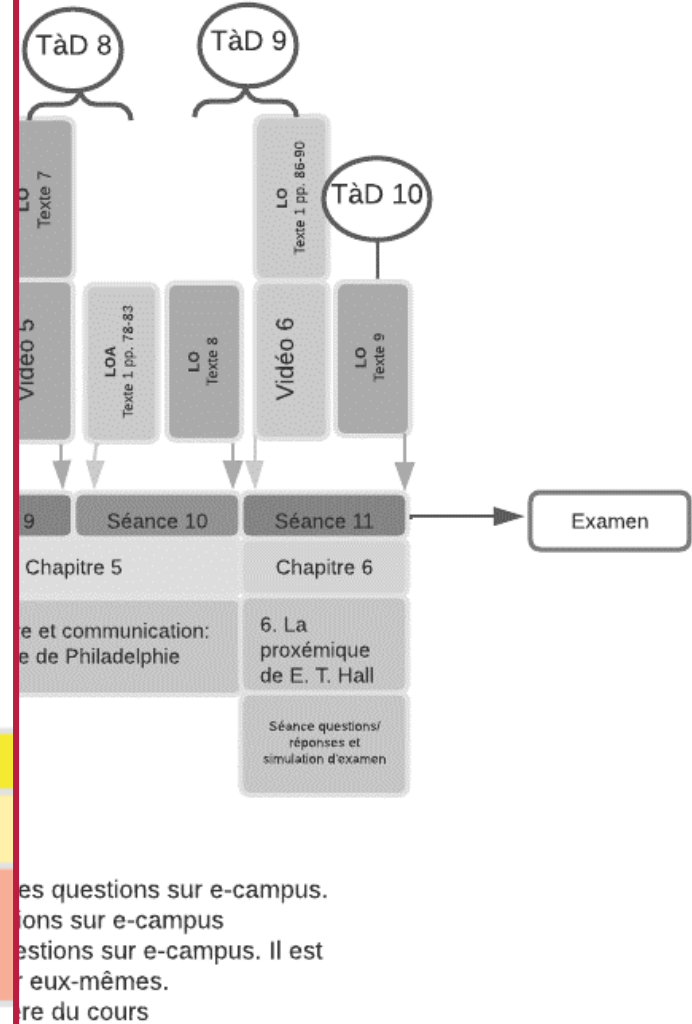 TàD 8
TàD 9
TàD 10
LO
Texte 7
LO
Texte 1 pp. 86-90
Vidéo 5
LOA
Texte 1 pp. 78-83
LO
Texte 8
Vidéo 6
LO
Texte 9
9
Séance 10
Séance 11
Examen
Chapitre 5
Chapitre 6
re et communication:
e de Philadelphie
6. La
proxémique
de E. T. Hall
Séance questions/
réponses et
simulation d'examen
es questions sur e-campus.
ions sur e-campus
estions sur e-campus. Il est
r eux-mêmes.
ère du cours